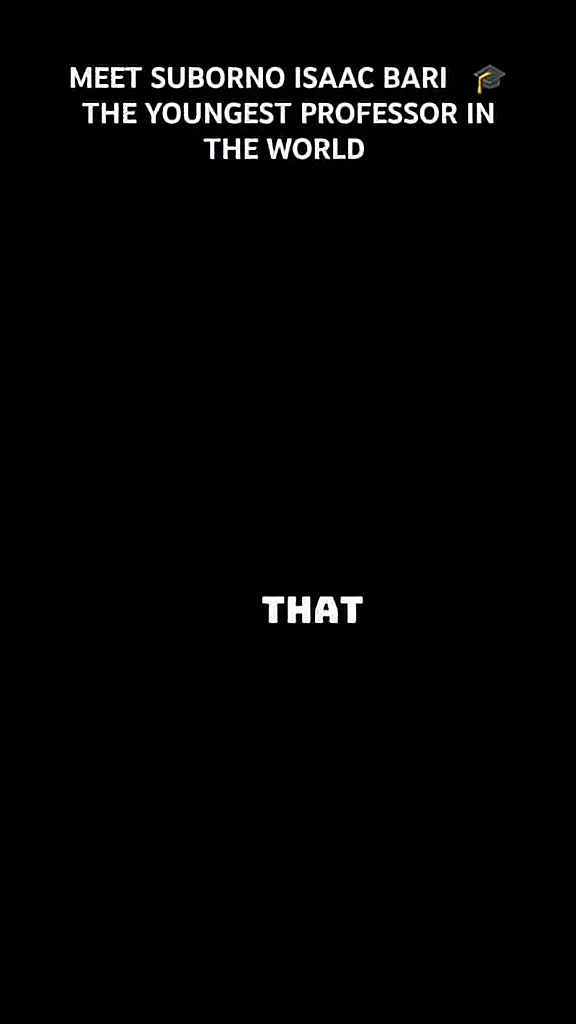 MEET SUBORNO ISAAC BARI 🎓
THE YOUNGEST PROFESSOR IN
THE WORLD
THAT